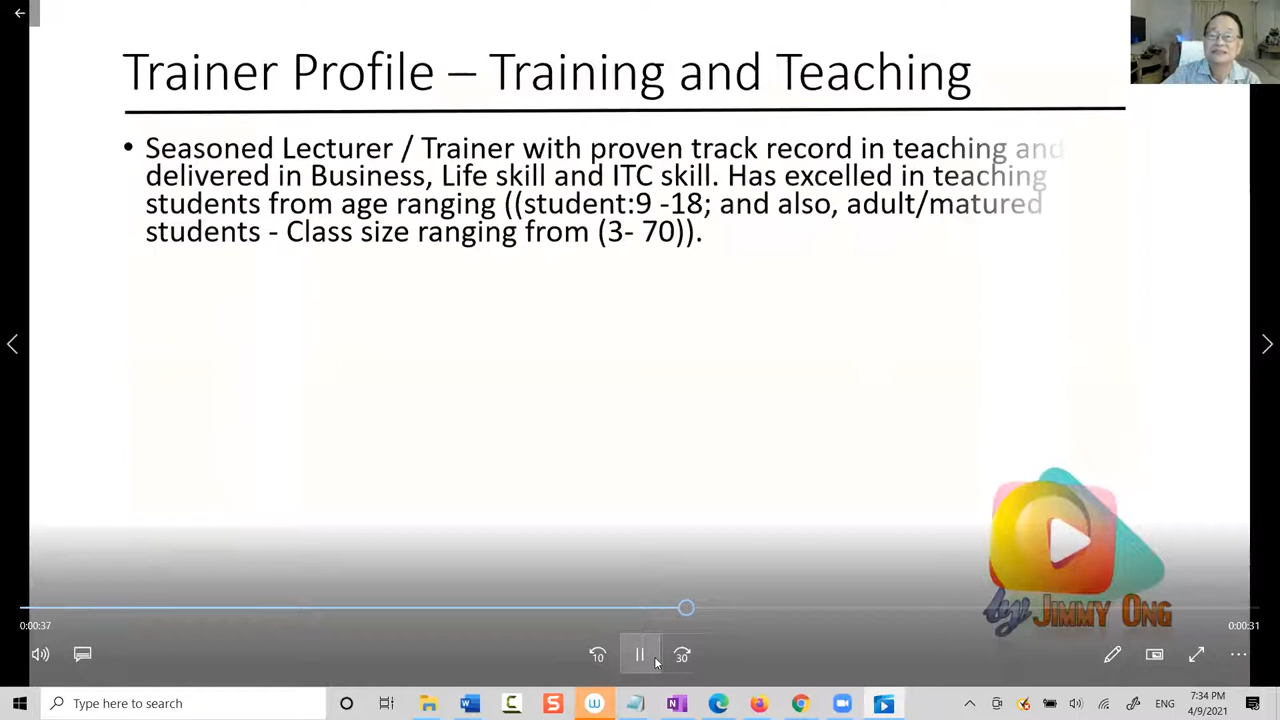 Trainer Profile – Training and Teaching
• Seasoned Lecturer / Trainer with proven track record in teaching and
delivered in Business, Life skill and ITC skill. Has excelled in teaching
students from age ranging ((student:9 -18; and also, adult/matured
students - Class size ranging from (3- 70)).
by JIMMY ONG
0:00:37
0:00:31
10
30
Type here to search
W
C
S
W
N
ENG
7:34 PM
4/9/2021